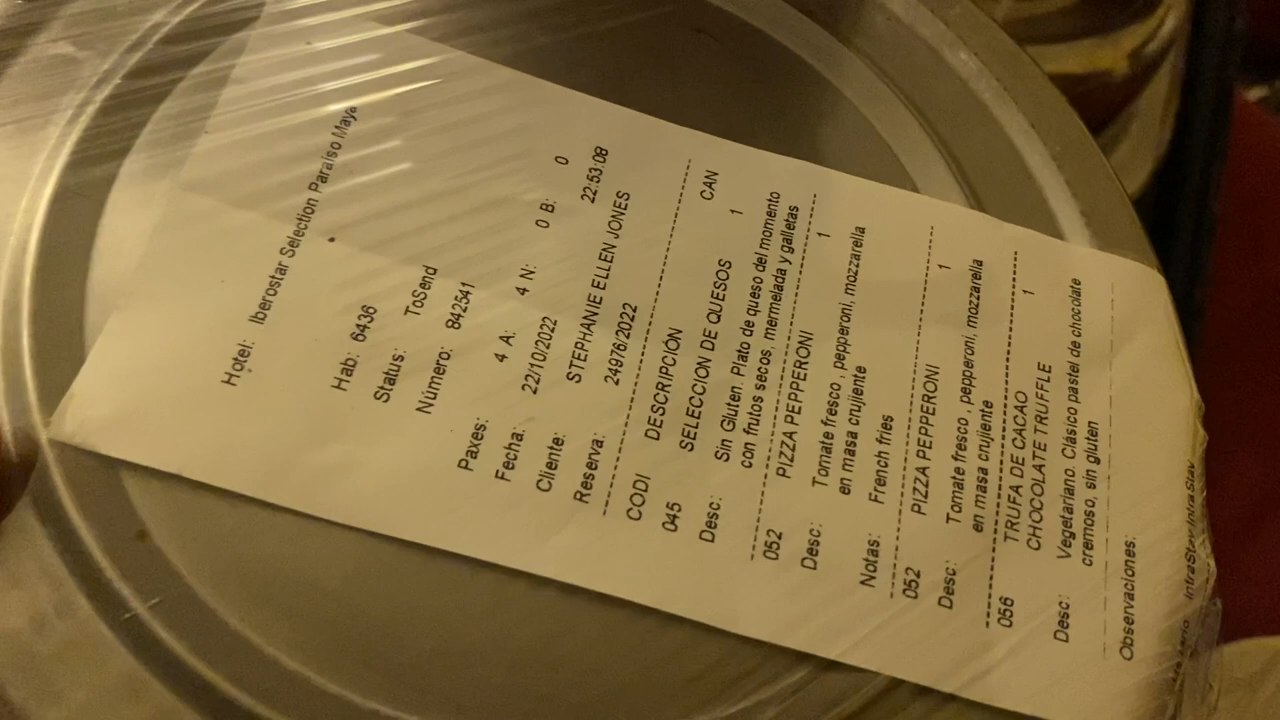 Hotel: Iberostar Selection Paraiso Maya
Hab: 6436
Status: ToSend
Número: 842541
Paxes: 4 A: 4 N: 0 B: 0
Fecha: 22/10/2022 22:53:08
Cliente: STEPHANIE ELLEN JONES
Reserva: 24976/2022
CODI DESCRIPCIÓN CAN
045 SELECCION DE QUESOS 1
Desc: Sin Gluten. Plato de queso del momento
con frutos secos, mermelada y galletas
052 PIZZA PEPPERONI 1
Desc: Tomate fresco , pepperoni, mozzarella
en masa crujiente
Notas: French fries
052 PIZZA PEPPERONI 1
Desc: Tomate fresco , pepperoni, mozzarella
en masa crujiente
056 TRUFA DE CACAO 1
CHOCOLATE TRUFFLE
Desc: Vegetariano. Clásico pastel de chocolate
cremoso, sin gluten
Observaciones:
IntraStay IntraStay